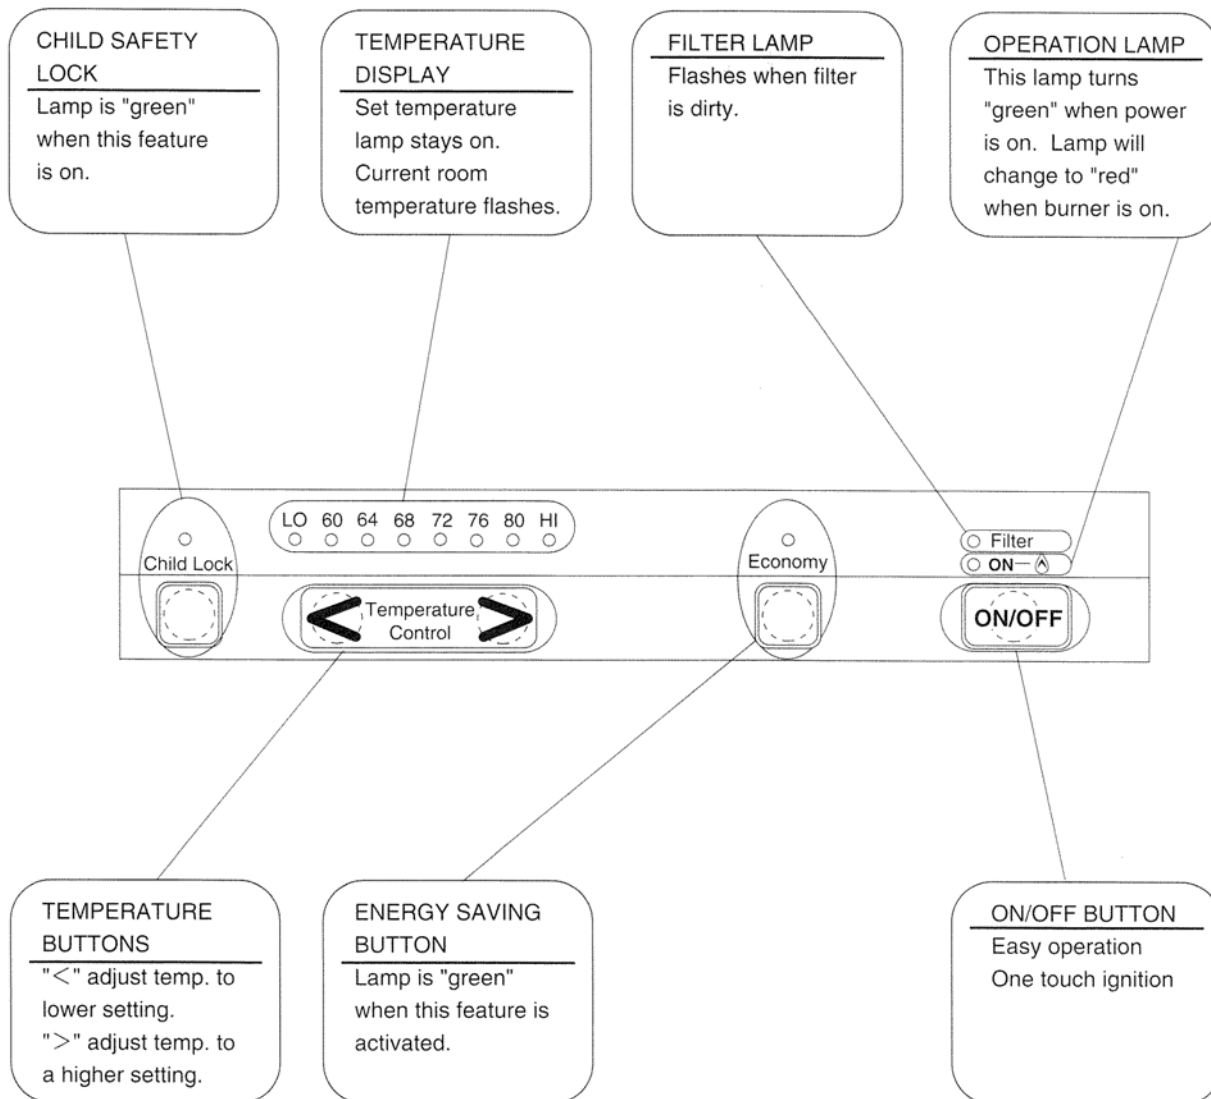 CHILD SAFETY
LOCK
Lamp is "green"
when this feature
is on.
TEMPERATURE
DISPLAY
Set temperature
lamp stays on.
Current room
temperature flashes.
FILTER LAMP
Flashes when filter
is dirty.
OPERATION LAMP
This lamp turns
"green" when power
is on. Lamp will
change to "red"
when burner is on.
LO 60 64 68 72 76 80 HI
Child Lock
Temperature
Control
Economy
Filter
ON
ON/OFF
TEMPERATURE
BUTTONS
"<" adjust temp. to
lower setting.
">" adjust temp. to
a higher setting.
ENERGY SAVING
BUTTON
Lamp is "green"
when this feature is
activated.
ON/OFF BUTTON
Easy operation
One touch ignition